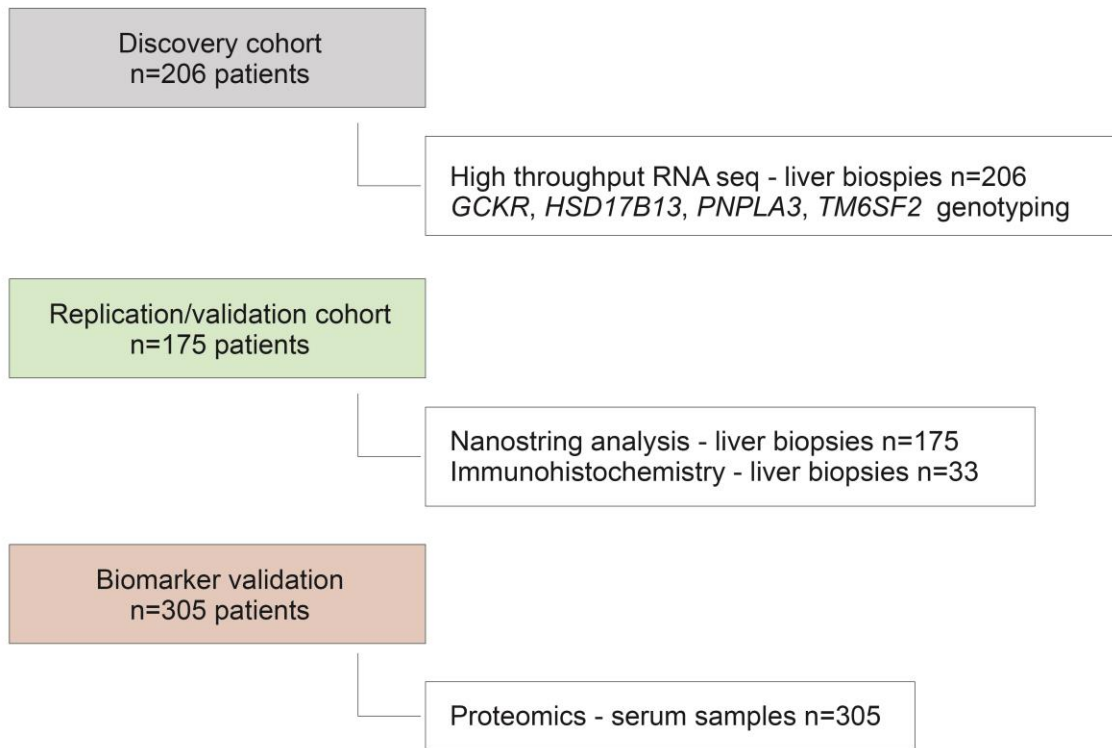 Discovery cohort
n=206 patients
High throughput RNA seq - liver biospies n=206
GCKR, HSD17B13, PNPLA3, TM6SF2 genotyping
Replication/validation cohort
n=175 patients
Nanostring analysis - liver biopsies n=175
Immunohistochemistry - liver biopsies n=33
Biomarker validation
n=305 patients
Proteomics - serum samples n=305